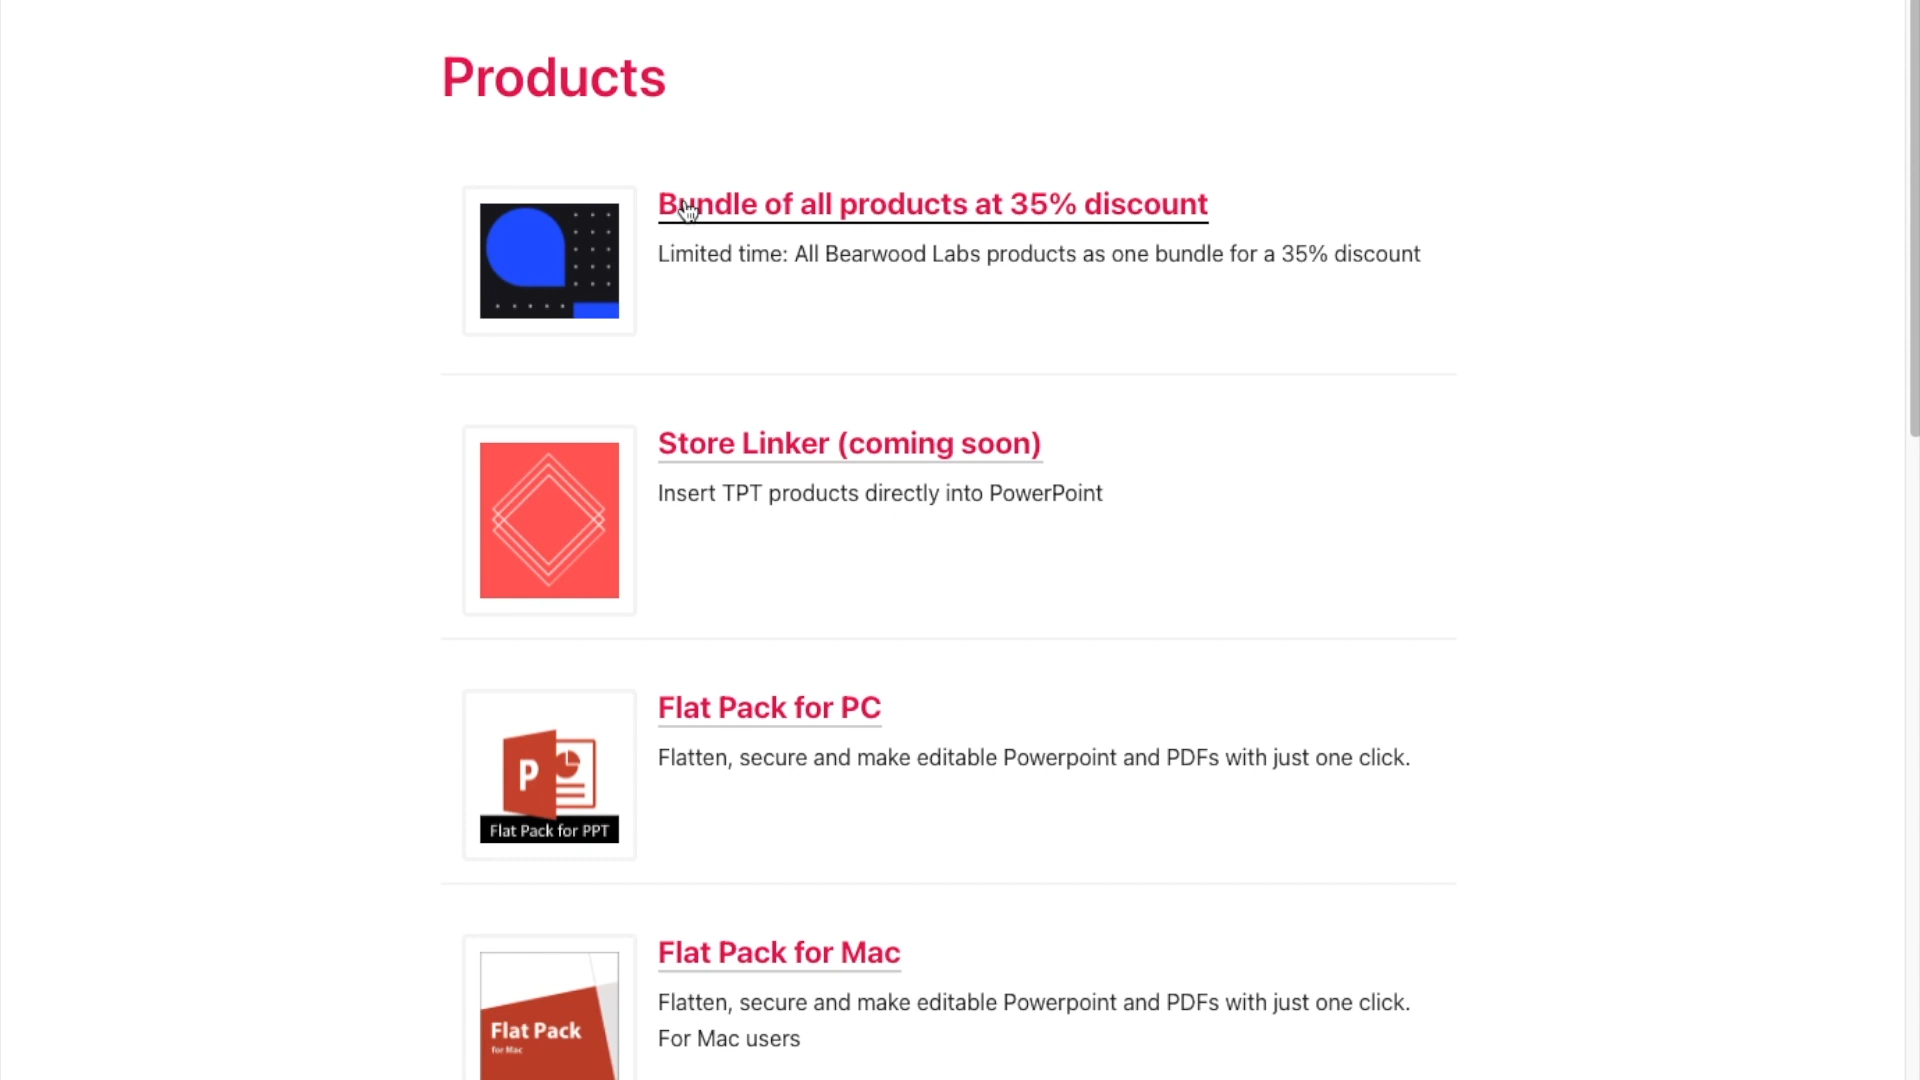 Products
Bundle of all products at 35% discount
Limited time: All Bearwood Labs products as one bundle for a 35% discount
Store Linker (coming soon)
Insert TPT products directly into PowerPoint
Flat Pack for PC
Flatten, secure and make editable Powerpoint and PDFs with just one click.
P
Flat Pack for PPT
Flat Pack for Mac
Flatten, secure and make editable Powerpoint and PDFs with just one click.
For Mac users
Flat Pack
for Mac